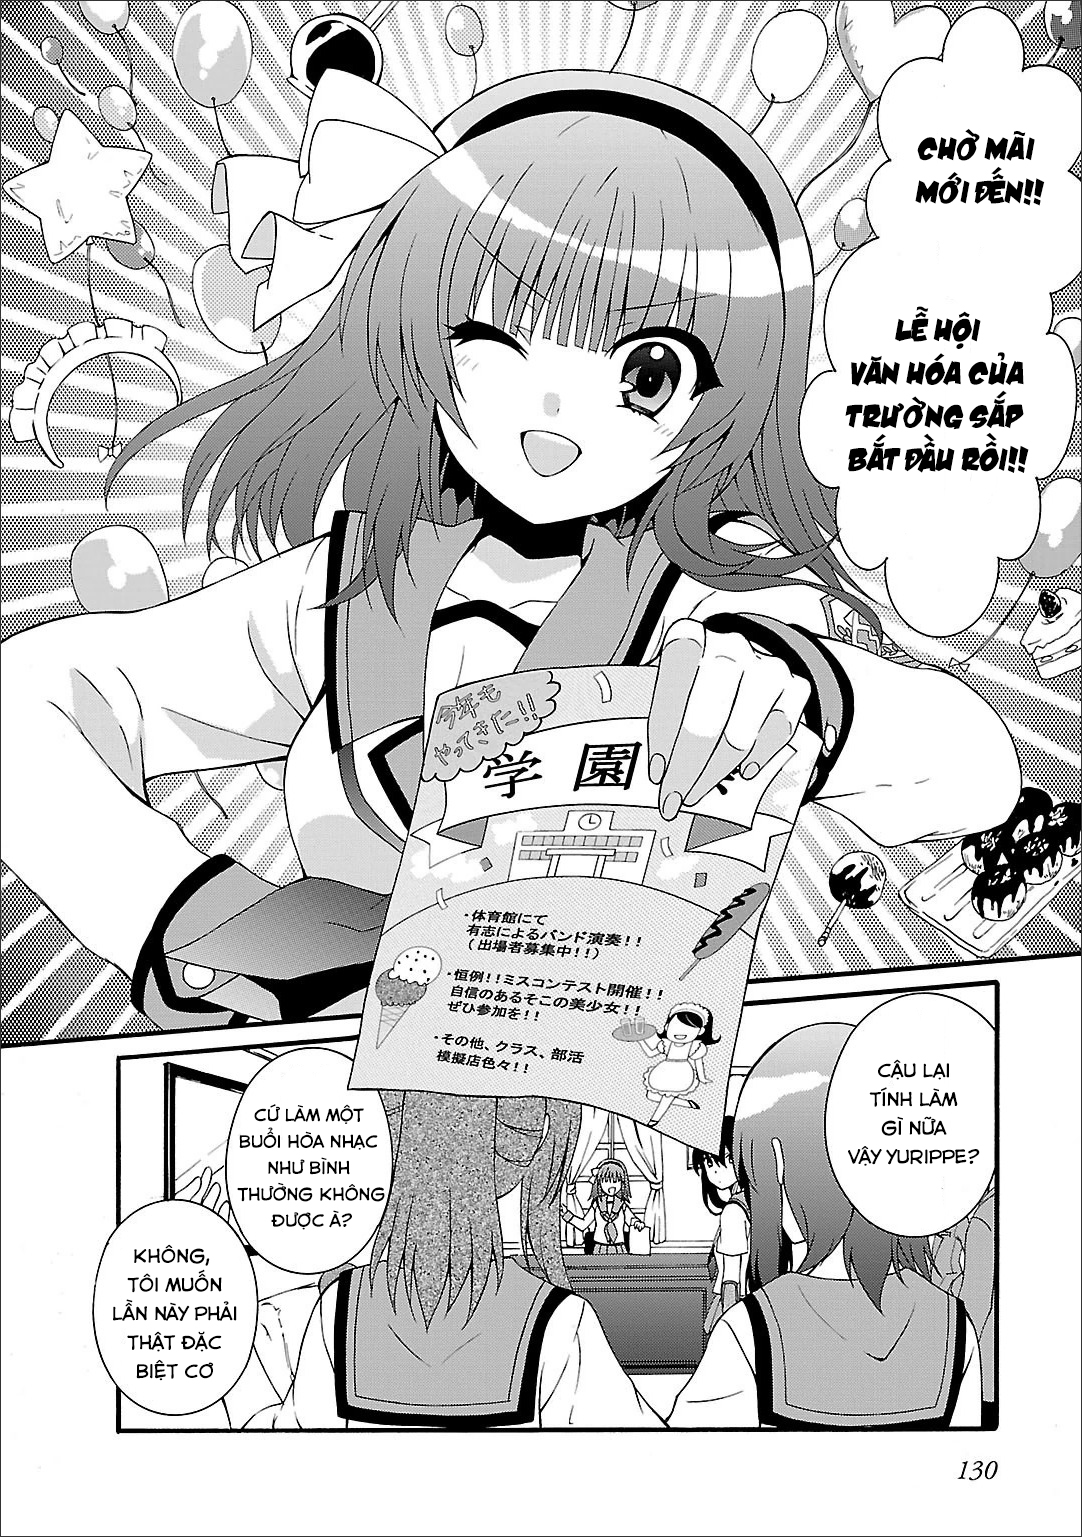 CHỜ MÃI
MỚI ĐẾN!!
LỄ HỘI
VĂN HÓA CỦA
TRƯỜNG SẮP
BẮT ĐẦU RỒI!!
今年も
やってきた!!
学園
・体育館にて
有志によるバンド演奏!!
(出場者募集中!!)
・恒例!!ミスコンテスト開催!!
自信のあるそこの美少女!!
ぜひ参加を!!
・その他、クラス、部活
模擬店色々!!
CẬU LẠI
TÍNH LÀM
GÌ NỮA
VẬY YURIPPE?
CỨ LÀM MỘT
BUỔI HÒA NHẠC
NHƯ BÌNH
THƯỜNG KHÔNG
ĐƯỢC À?
KHÔNG,
TÔI MUỐN
LẦN NÀY PHẢI
THẬT ĐẶC
BIỆT CƠ
130